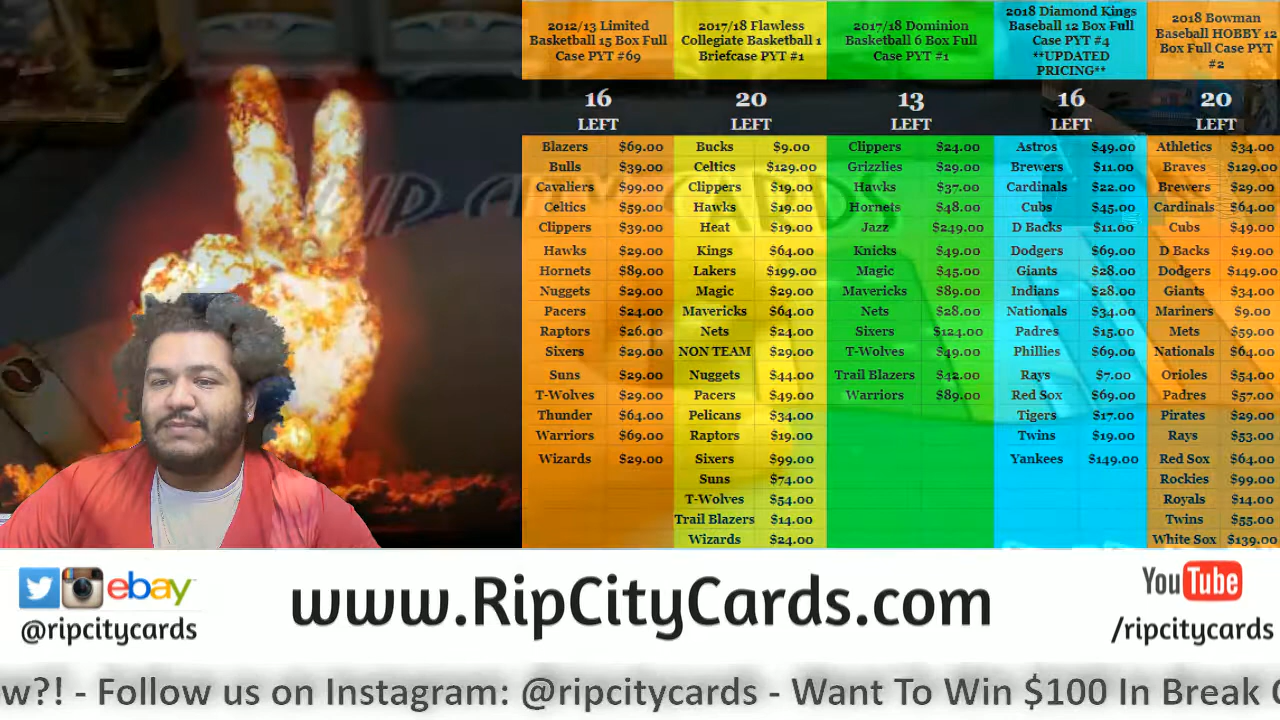 2012/13 Limited
Basketball 15 Box Full
Case PYT #69
16
LEFT
Blazers $69.00
Bulls $39.00
Cavaliers $99.00
Celtics $59.00
Clippers $39.00
Hawks $29.00
Hornets $89.00
Nuggets $29.00
Pacers $24.00
Raptors $26.00
Sixers $29.00
Suns $29.00
T-Wolves $29.00
Thunder $64.00
Warriors $69.00
Wizards $29.00
2017/18 Flawless
Collegiate Basketball 1
Briefcase PYT #1
20
LEFT
Bucks $9.00
Celtics $129.00
Clippers $19.00
Hawks $19.00
Heat $19.00
Kings $64.00
Lakers $199.00
Magic $29.00
Mavericks $64.00
Nets $24.00
NON TEAM $29.00
Nuggets $44.00
Pacers $49.00
Pelicans $34.00
Raptors $19.00
Sixers $99.00
Suns $74.00
T-Wolves $54.00
Trail Blazers $14.00
Wizards $24.00
2017/18 Dominion
Basketball 6 Box Full
Case PYT #1
13
LEFT
Clippers $24.00
Grizzlies $29.00
Hawks $37.00
Hornets $48.00
Jazz $249.00
Knicks $49.00
Magic $45.00
Mavericks $89.00
Nets $28.00
Sixers $124.00
T-Wolves $49.00
Trail Blazers $42.00
Warriors $89.00
2018 Diamond Kings
Baseball 12 Box Full
Case PYT #4
**UPDATED
PRICING**
16
LEFT
Astros $49.00
Brewers $11.00
Cardinals $22.00
Cubs $45.00
D Backs $11.00
Dodgers $69.00
Giants $28.00
Indians $28.00
Nationals $34.00
Padres $15.00
Phillies $69.00
Rays $7.00
Red Sox $69.00
Tigers $17.00
Twins $19.00
Yankees $149.00
2018 Bowman
Baseball HOBBY 12
Box Full Case PYT
#2
20
LEFT
Athletics $34.00
Braves $129.00
Brewers $29.00
Cardinals $64.00
Cubs $49.00
D Backs $19.00
Dodgers $149.00
Giants $34.00
Mariners $9.00
Mets $59.00
Nationals $64.00
Orioles $54.00
Padres $57.00
Pirates $29.00
Rays $53.00
Red Sox $64.00
Rockies $99.00
Royals $14.00
Twins $55.00
White Sox $139.00
ebay
@ripcitycards
www.RipCityCards.com
YouTube
/ripcitycards
w?! - Follow us on Instagram: @ripcitycards - Want To Win $100 In Break